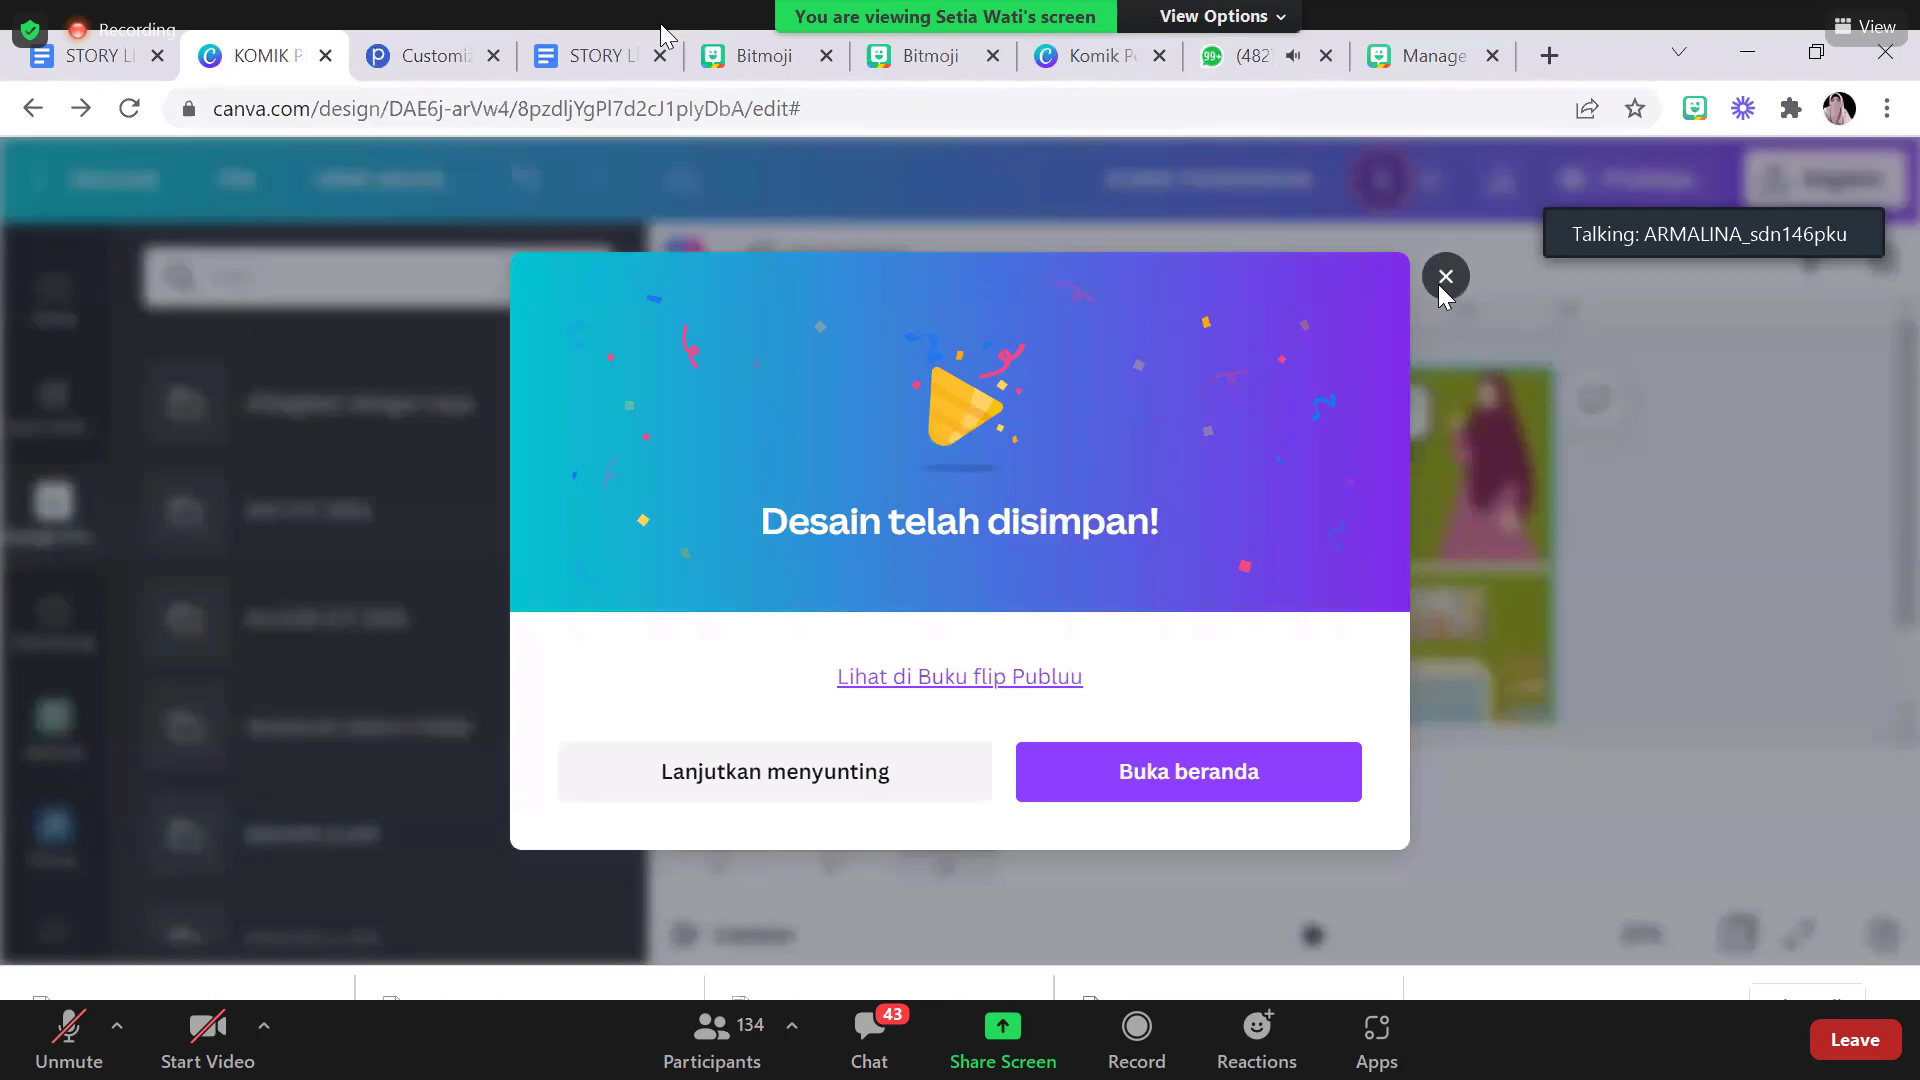 Recording
You are viewing Setia Wati's screen
View Options
View
STORY LI
KOMIK P
Customi
STORY LI
Bitmoji
Bitmoji
Komik Pe
99+
(482
Manage
canva.com/design/DAE6j-arVw4/8pzdljYgPl7d2cJ1plyDbA/edit#
Talking: ARMALINA_sdn146pku
Desain telah disimpan!
Lihat di Buku flip Publuu
Lanjutkan menyunting
Buka beranda
Unmute
Start Video
134
Participants
43
Chat
Share Screen
Record
Reactions
Apps
Leave